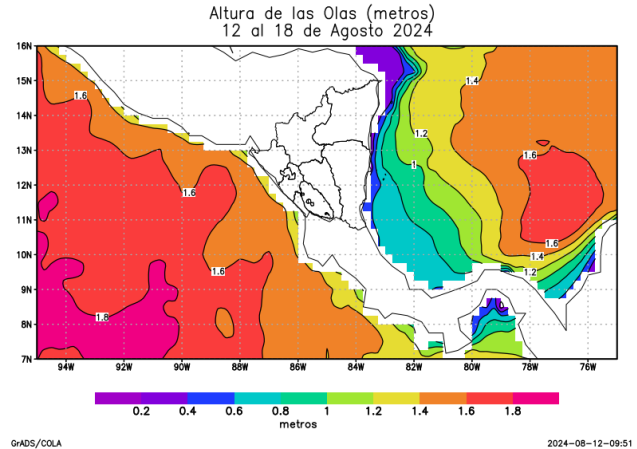 Altura de las Olas (metros)
12 al 18 de Agosto 2024
16N
15N
14N
13N
12N
11N
10N
9N
8N
7N
1.6
1.4
1.2
1
1.6
1.6
1.6
1.6
1.4
1.2
1.8
94W 92W 90W 88W 86W 84W 82W 80W 78W 76W
0.2 0.4 0.6 0.8 1 1.2 1.4 1.6 1.8
metros
GrADS/COLA 2024-08-12-09:51